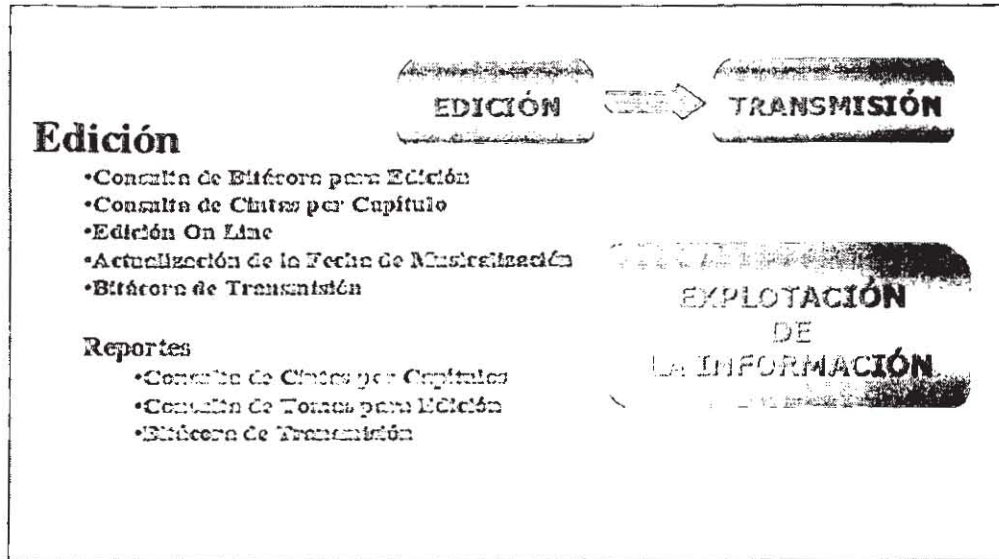 EDICIÓN
TRANSMISIÓN
Edición
•Consulta de Bitácora para Edición
•Consulta de Cintas por Capítulo
•Edición On Line
•Actualización de la Fecha de Musicalización
•Bitácora de Transmisión
EXPLOTACIÓN
DE
LA INFORMACIÓN
Reportes
•Consulta de Cintas por Capítulos
•Consulta de Tomas para Edición
•Bitácora de Transmisión